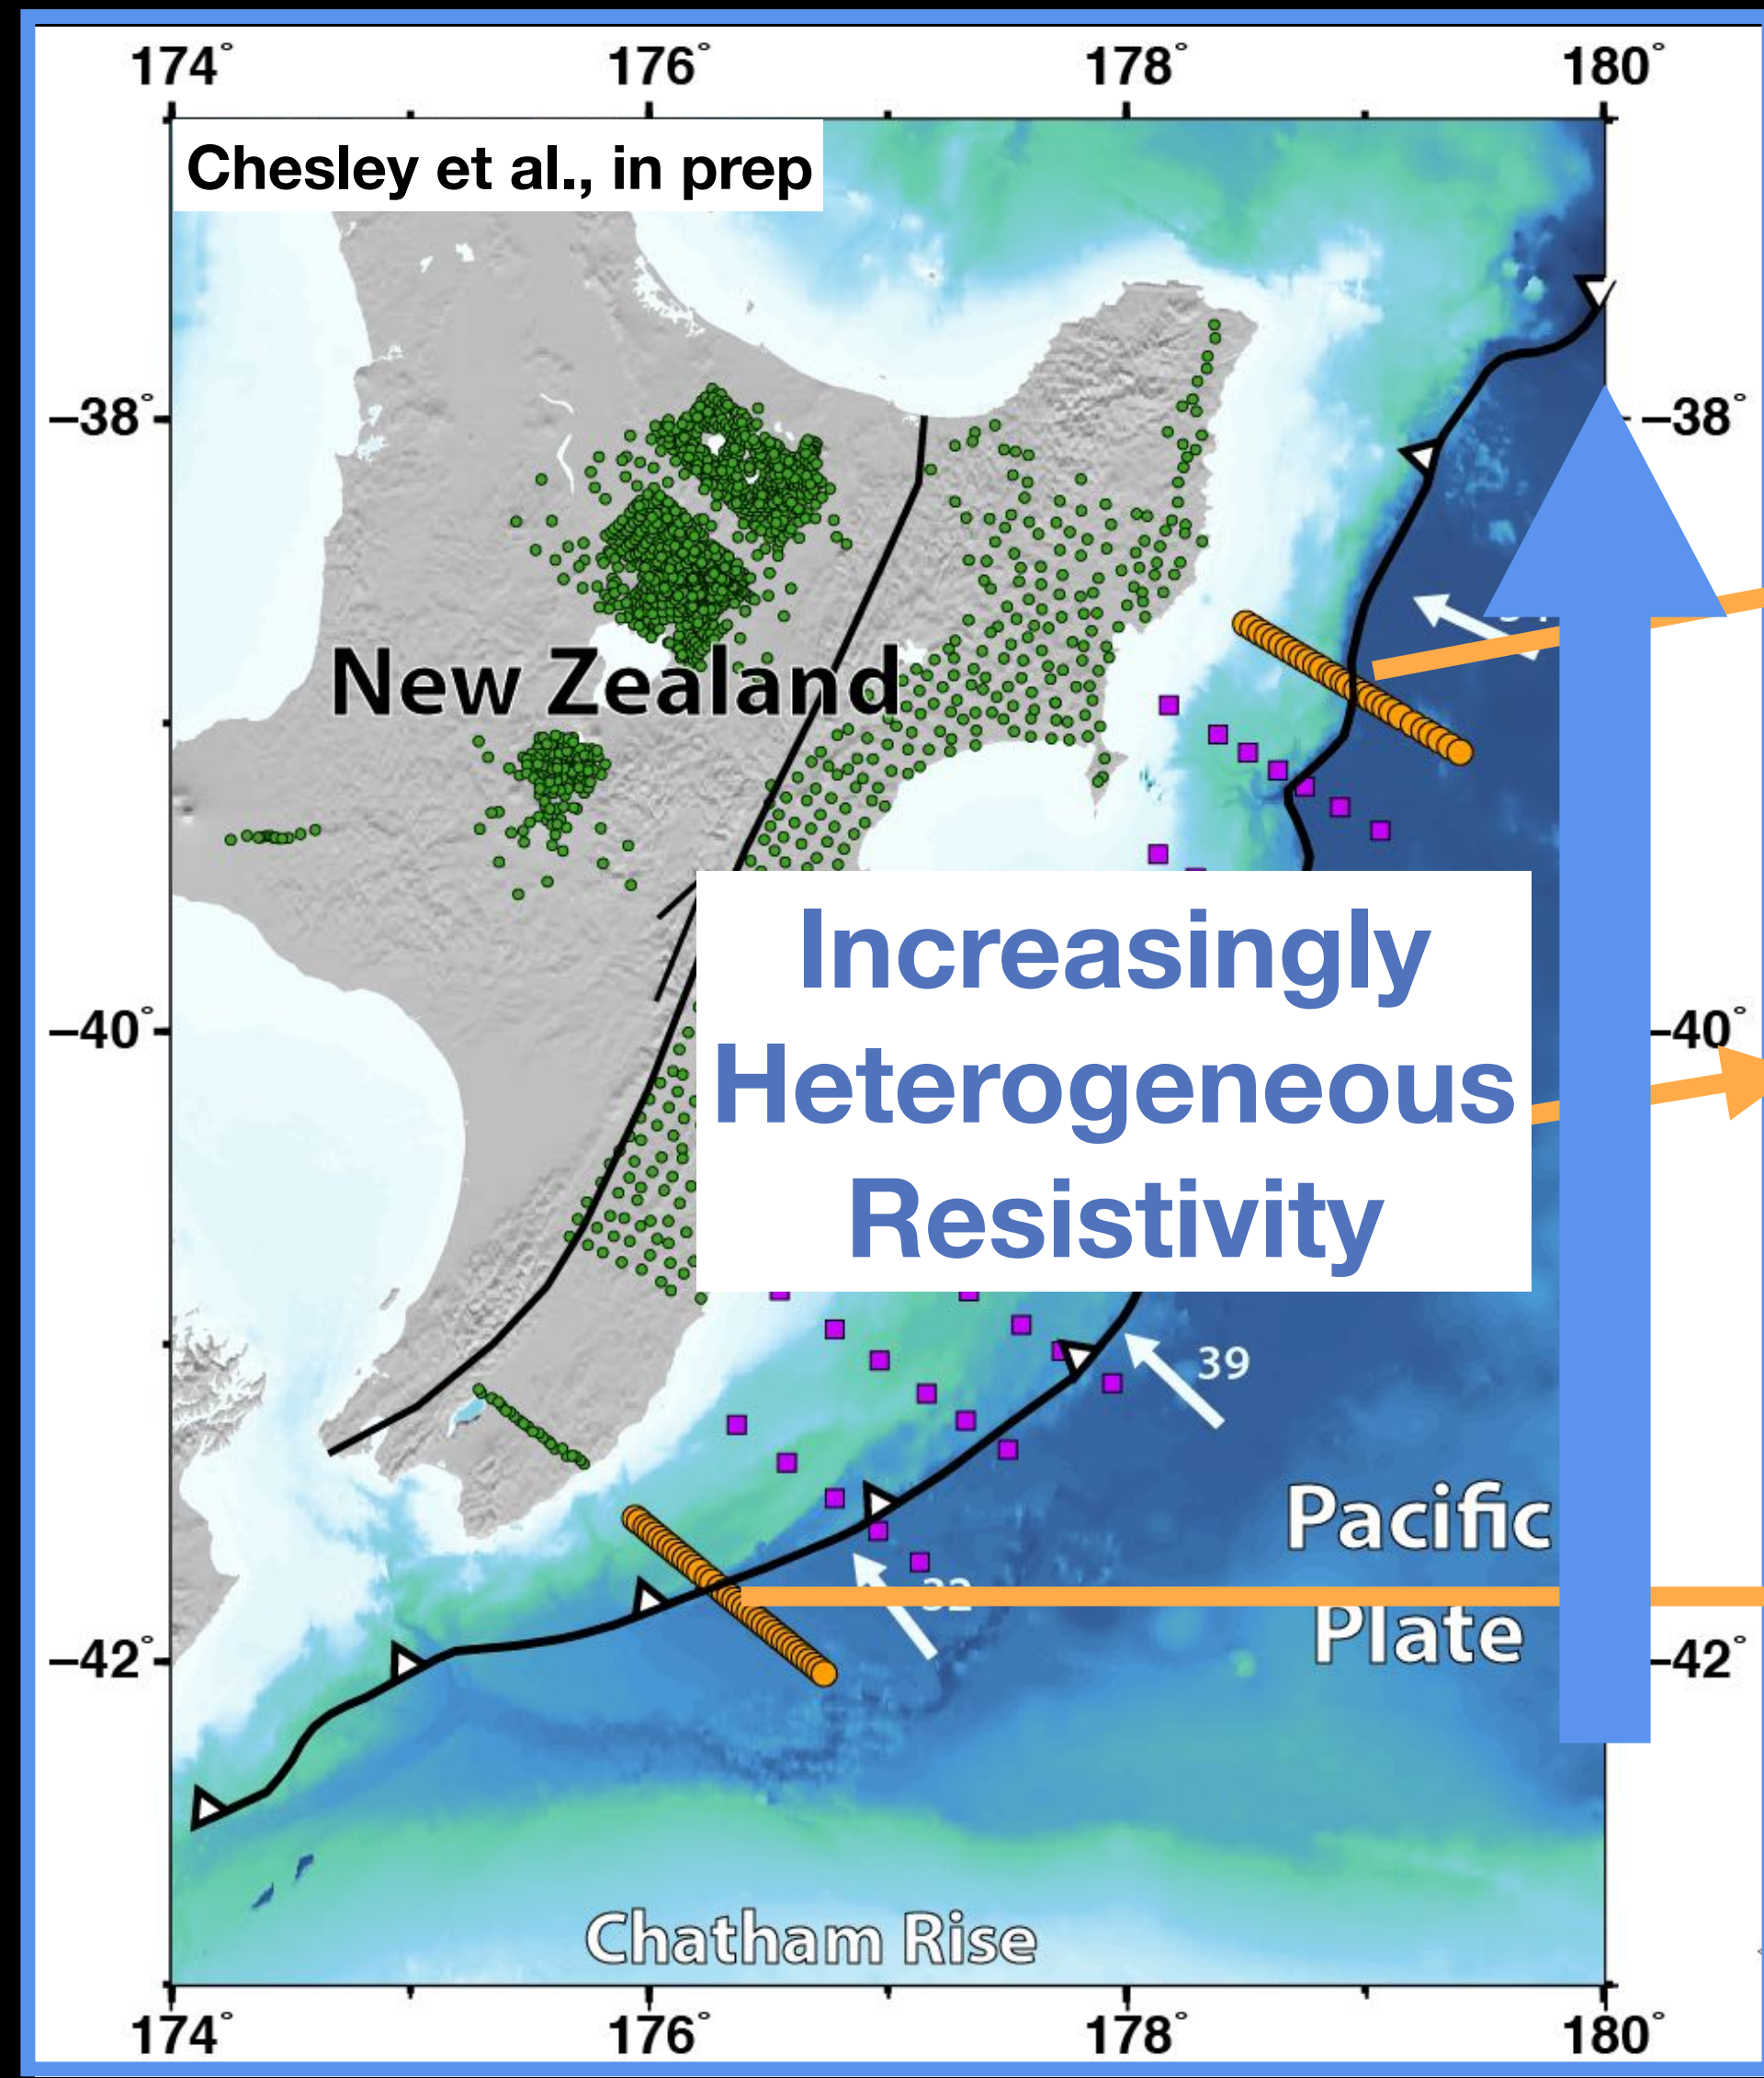 174° 176° 178° 180°
Chesley et al., in prep
–38° –38°
New Zealand
Increasingly
–40° –40°
Heterogeneous
Resistivity
39
Pacific
32
Plate
–42° –42°
Chatham Rise
174° 176° 178° 180°